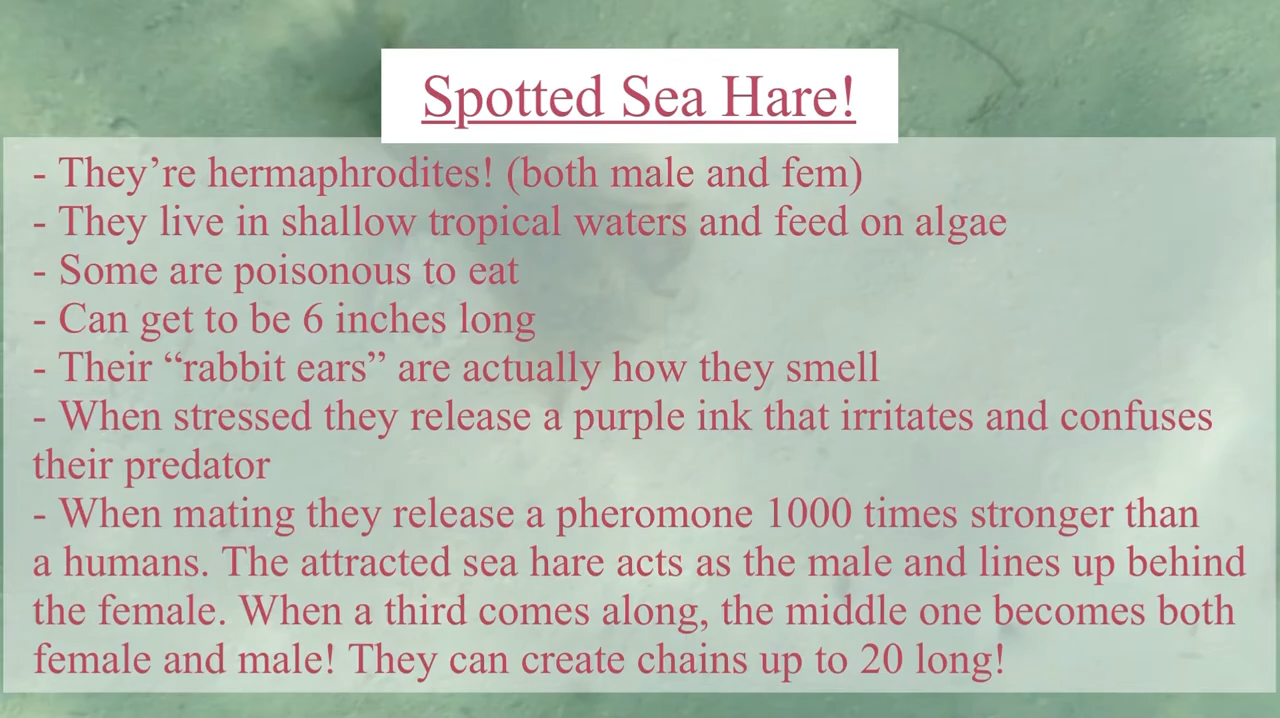 Spotted Sea Hare!
- They’re hermaphrodites! (both male and fem)
- They live in shallow tropical waters and feed on algae
- Some are poisonous to eat
- Can get to be 6 inches long
- Their “rabbit ears” are actually how they smell
- When stressed they release a purple ink that irritates and confuses
their predator
- When mating they release a pheromone 1000 times stronger than
a humans. The attracted sea hare acts as the male and lines up behind
the female. When a third comes along, the middle one becomes both
female and male! They can create chains up to 20 long!